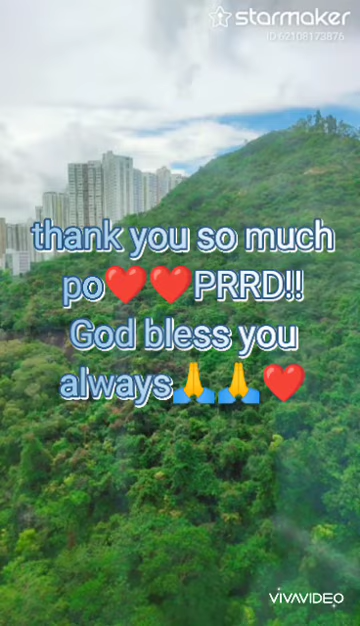 starmaker
ID:62108173876
thank you so much
po❤️❤️PRRD!!
God bless you
always🙏🙏❤️
VIVAVIDEO